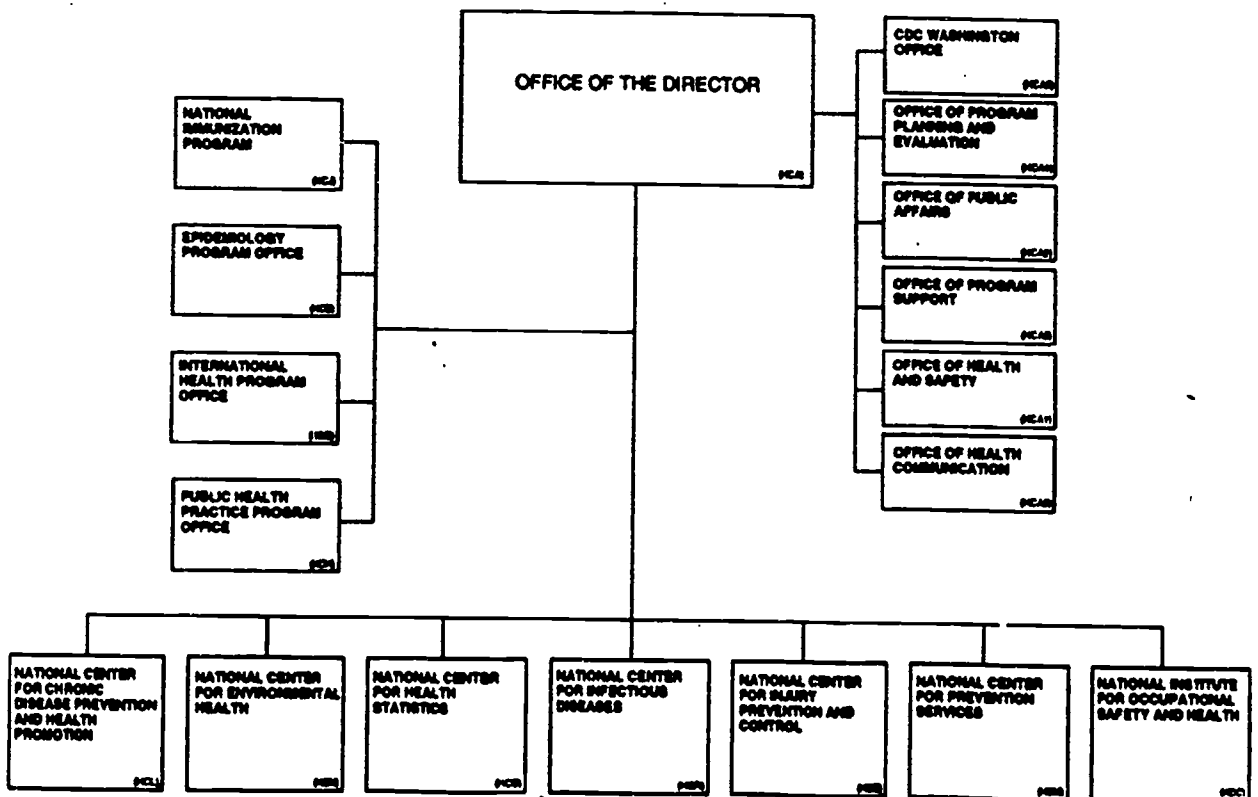 OFFICE OF THE DIRECTOR
(HCA)
CDC WASHINGTON
OFFICE
OFFICE OF PROGRAM
PLANNING AND
EVALUATION
OFFICE OF PUBLIC
AFFAIRS
OFFICE OF PROGRAM
SUPPORT
OFFICE OF HEALTH
AND SAFETY
OFFICE OF HEALTH
COMMUNICATION
NATIONAL
IMMUNIZATION
PROGRAM
(HCJ)
EPIDEMIOLOGY
PROGRAM OFFICE
INTERNATIONAL
HEALTH PROGRAM
OFFICE
PUBLIC HEALTH
PRACTICE PROGRAM
OFFICE
NATIONAL CENTER
FOR CHRONIC
DISEASE PREVENTION
AND HEALTH
PROMOTION
(HCL)
NATIONAL CENTER
FOR ENVIRONMENTAL
HEALTH
NATIONAL CENTER
FOR HEALTH
STATISTICS
NATIONAL CENTER
FOR INFECTIOUS
DISEASES
NATIONAL CENTER
FOR INJURY
PREVENTION AND
CONTROL
NATIONAL CENTER
FOR PREVENTION
SERVICES
NATIONAL INSTITUTE
FOR OCCUPATIONAL
SAFETY AND HEALTH